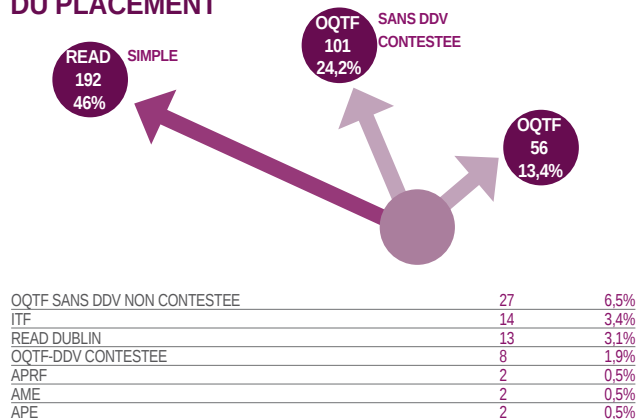 DU PLACEMENT
READ
192
46%
SIMPLE
OQTF
101
24,2%
SANS DDV
CONTESTEE
OQTF
56
13,4%
OQTF SANS DDV NON CONTESTEE 27 6,5%
ITF 14 3,4%
READ DUBLIN 13 3,1%
OQTF-DDV CONTESTEE 8 1,9%
APRF 2 0,5%
AME 2 0,5%
APE 2 0,5%